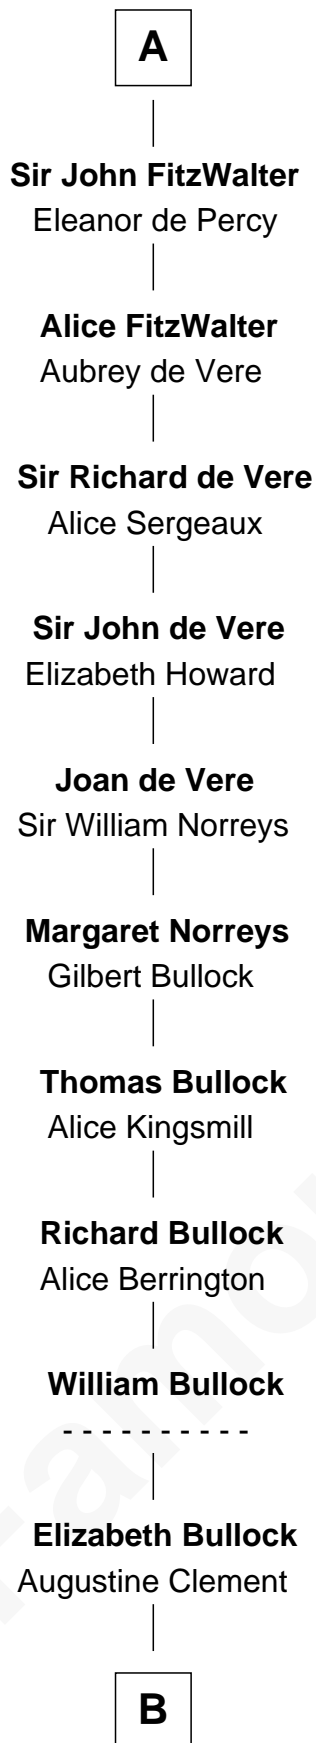 A
Sir John FitzWalter
Eleanor de Percy
Alice FitzWalter
Aubrey de Vere
Sir Richard de Vere
Alice Sergeaux
Sir John de Vere
Elizabeth Howard
Joan de Vere
Sir William Norreys
Margaret Norreys
Gilbert Bullock
Thomas Bullock
Alice Kingsmill
Richard Bullock
Alice Berrington
William Bullock
- - - - - - - - - -
Elizabeth Bullock
Augustine Clement
B